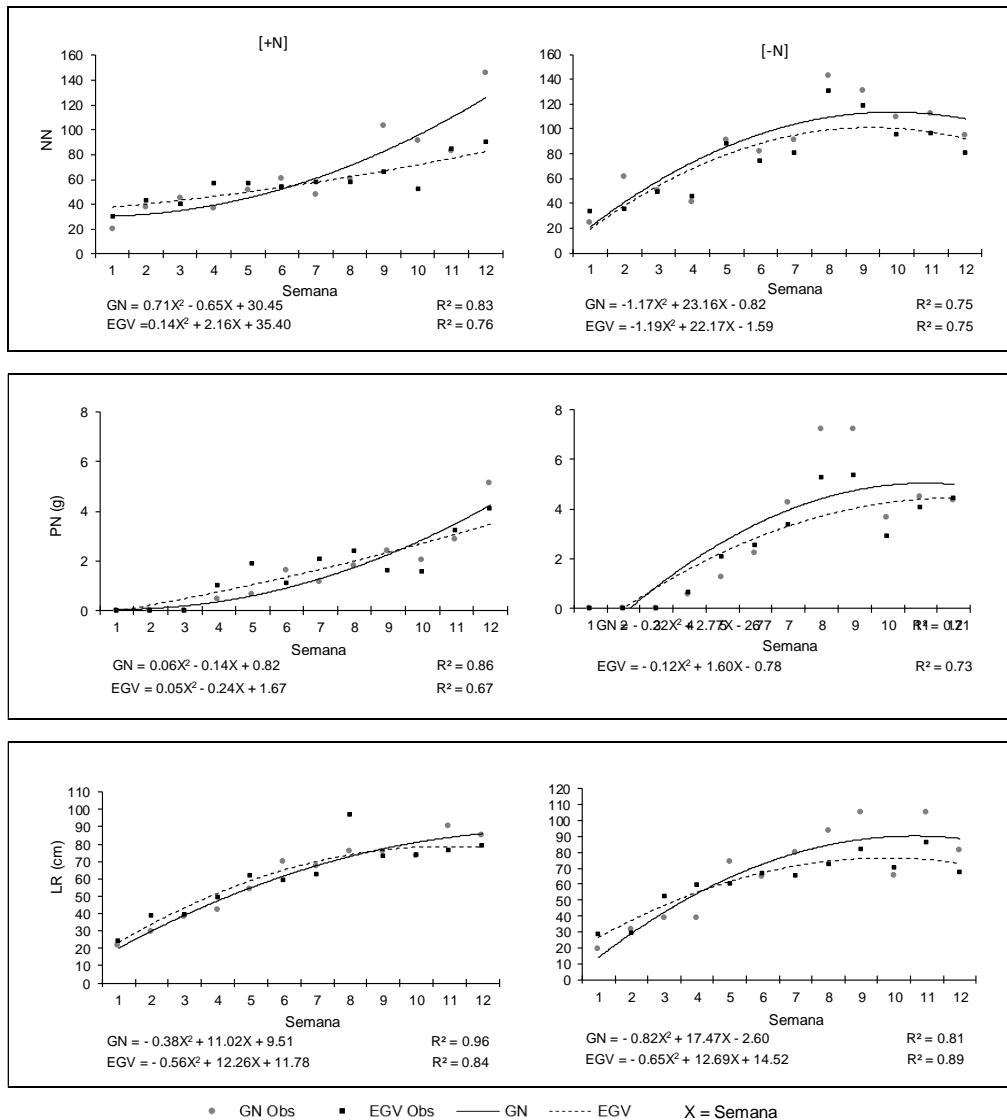 [+N] [-N]
NN
160
140
120
100
80
60
40
20
0
1 2 3 4 5 6 7 8 9 10 11 12
Semana
GN = 0.71X² - 0.65X + 30.45 R² = 0.83
EGV =0.14X² + 2.16X + 35.40 R² = 0.76
160
140
120
100
80
60
40
20
0
1 2 3 4 5 6 7 8 9 10 11 12
Semana
GN = -1.17X² + 23.16X - 0.82 R² = 0.75
EGV = -1.19X² + 22.17X - 1.59 R² = 0.75
PN (g)
8
6
4
2
0
1 2 3 4 5 6 7 8 9 10 11 12
Semana
GN = 0.06X² - 0.14X + 0.82 R² = 0.86
EGV = 0.05X² - 0.24X + 1.67 R² = 0.67
8
6
4
2
0
1 7 8 9 10
EGV = - 0.12X² + 1.60X - 0.78 R² = 0.73
LR (cm)
110
100
90
80
70
60
50
40
30
20
10
0
1 2 3 4 5 6 7 8 9 10 11 12
Semana
GN = - 0.38X² + 11.02X + 9.51 R² = 0.96
EGV = - 0.56X² + 12.26X + 11.78 R² = 0.84
120
110
100
90
80
70
60
50
40
30
20
10
0
1 2 3 4 5 6 7 8 9 10 11 12
Semana
GN = - 0.82X² + 17.47X - 2.60 R² = 0.81
EGV = - 0.65X² + 12.69X + 14.52 R² = 0.89
GN Obs EGV Obs GN EGV X = Semana